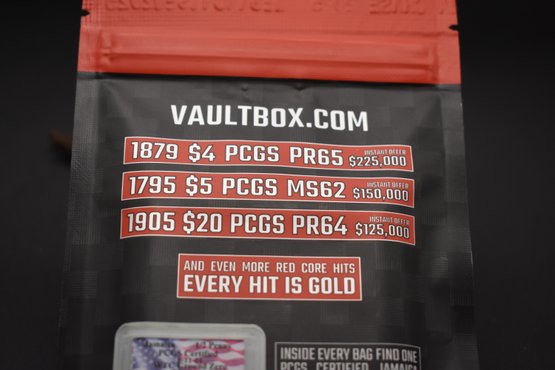 VAULTBOX.COM
1879 $4 PCGS PR65 INSTANT OFFER $225,000
1795 $5 PCGS MS62 INSTANT OFFER $150,000
1905 $20 PCGS PR64 INSTANT OFFER $125,000
AND EVEN MORE RED CORE HITS
EVERY HIT IS GOLD
INSIDE EVERY BAG FIND ONE
PCGS CERTIFIED JAMAICA
Certified